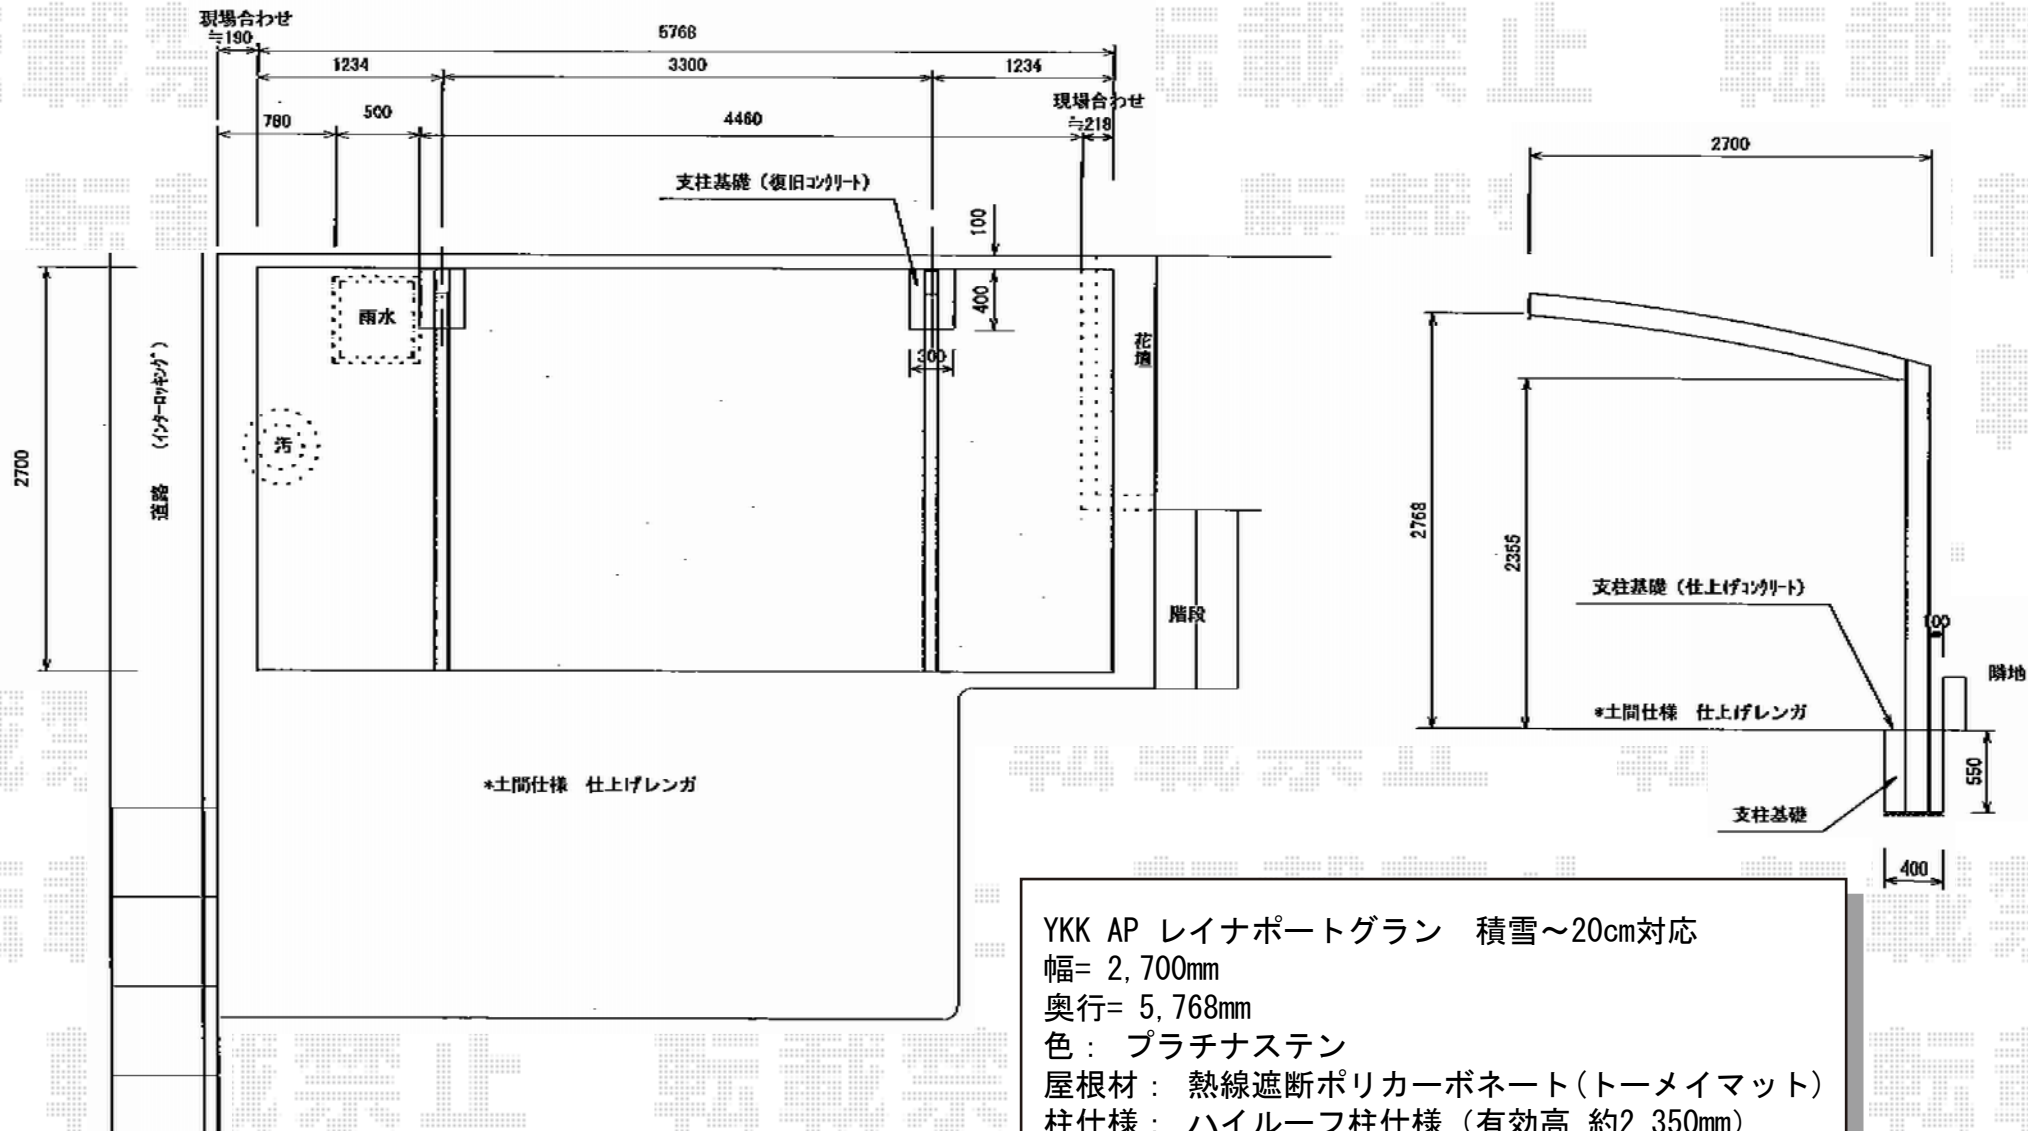 現場合わせ
≒190
5768
1234
3300
1234
現場合わせ
≒218
780
500
4460
2700
支柱基礎（復旧コンクリート）
100
400
300
雨水
汚
花壇
道路　（インターロッキング）
2700
階段
*土間仕様　仕上げレンガ
2768
2355
支柱基礎（仕上げコンクリート）
100
隣地
*土間仕様　仕上げレンガ
550
支柱基礎
400
YKK AP レイナポートグラン　積雪～20cm対応
幅= 2,700mm
奥行= 5,768mm
色： プラチナステン
屋根材： 熱線遮断ポリカーボネート(トーメイマット)
柱仕様： ハイルーフ柱仕様（有効高 約2,350mm）
転載禁止